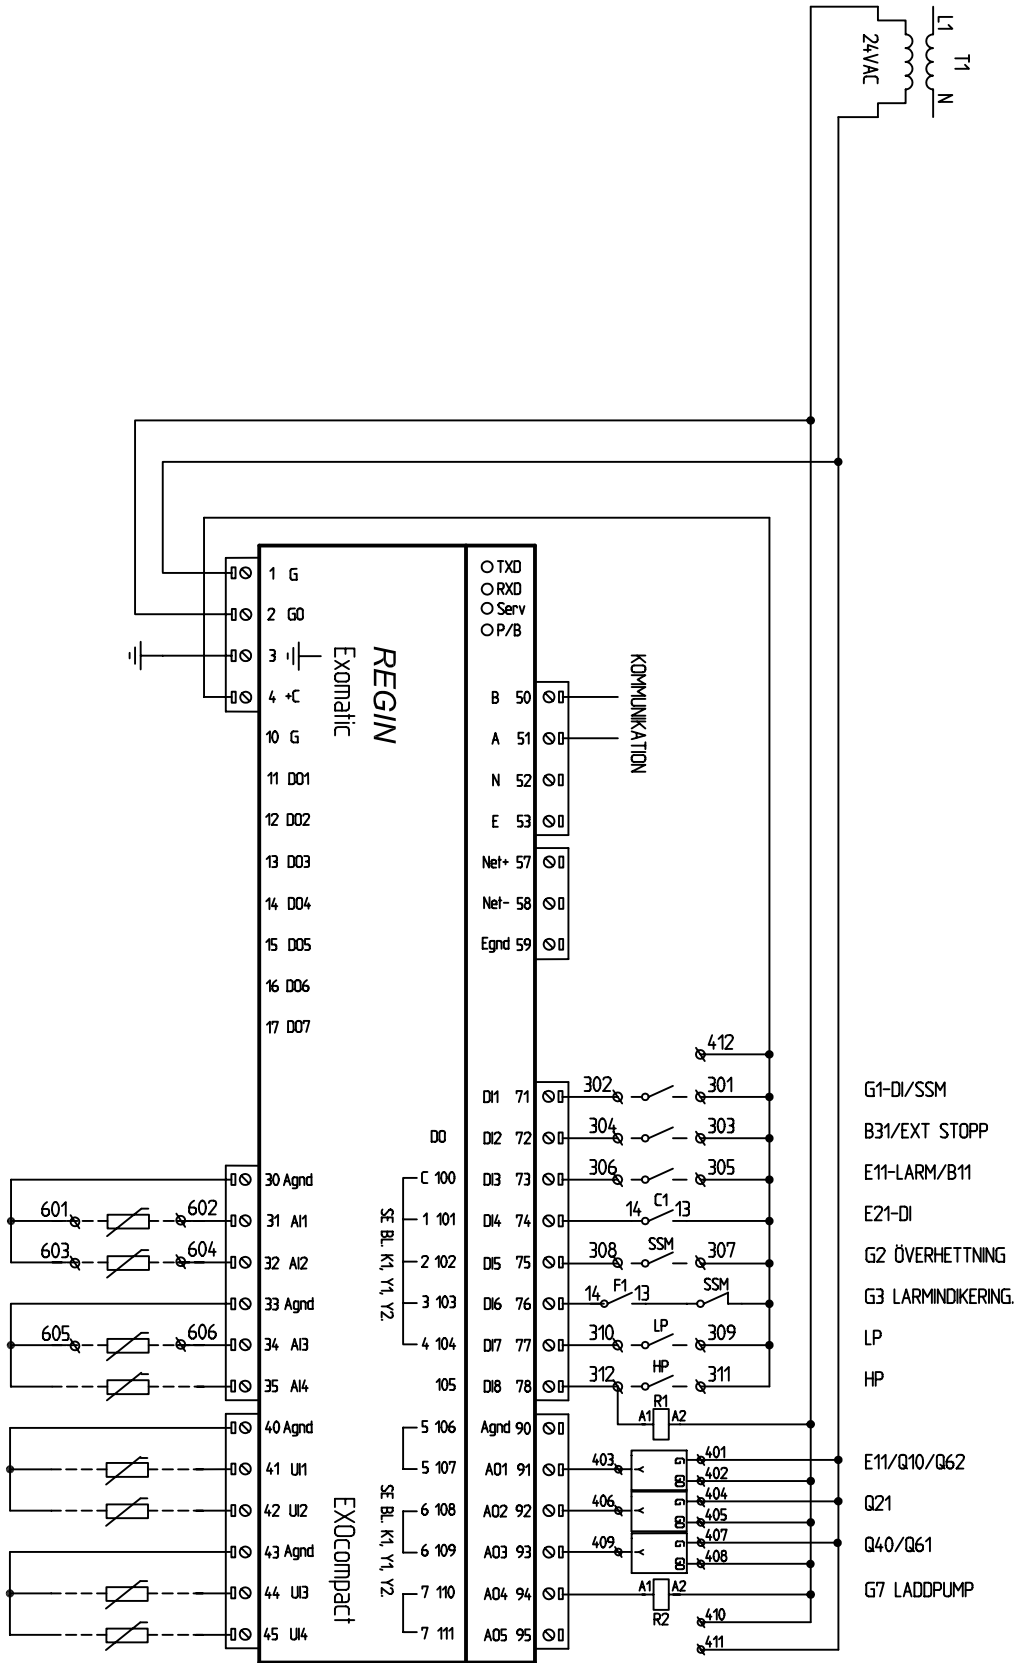 L1
T1
24VAC
N
1 G
2 G0
3
4 +C
10 G
11 DO1
12 DO2
13 DO3
14 DO4
15 DO5
16 DO6
17 DO7
REGIN
Exomatic
TXD
RXD
Serv
P/B
B 50
A 51
N 52
E 53
KOMMUNIKATION
Net+ 57
Net- 58
Egnd 59
412
DI1 71 302 301 G1-DI/SSM
DO
DI2 72 304 303 B31/EXT STOPP
30 Agnd
C 100
DI3 73 306 305 E11-LARM/B11
601 602 31 AI1
1 101
DI4 74 14 C1 13 E21-DI
603 604 32 AI2
2 102
DI5 75 308 SSM 307 G2 ÖVERHETTNING
33 Agnd
3 103
DI6 76 14 F1 13 SSM G3 LARMINDIKERING.
605 606 34 AI3
4 104
DI7 77 310 LP 309 LP
35 AI4
105
DI8 78 312 HP 311 HP
SE BL. K1, Y1, Y2.
A1 R1 A2
40 Agnd
5 106
Agnd 90
41 UI1
5 107
AO1 91 403 Y G 401 G0 402 E11/Q10/Q62
42 UI2
6 108
AO2 92 406 Y G 404 G0 405 Q21
43 Agnd
6 109
AO3 93 409 Y G 407 G0 408 Q40/Q61
44 UI3
7 110
AO4 94 A1 R2 A2 G7 LADDPUMP
410
45 UI4
7 111
AO5 95
411
SE BL. K1, Y1, Y2.
EXOcompact